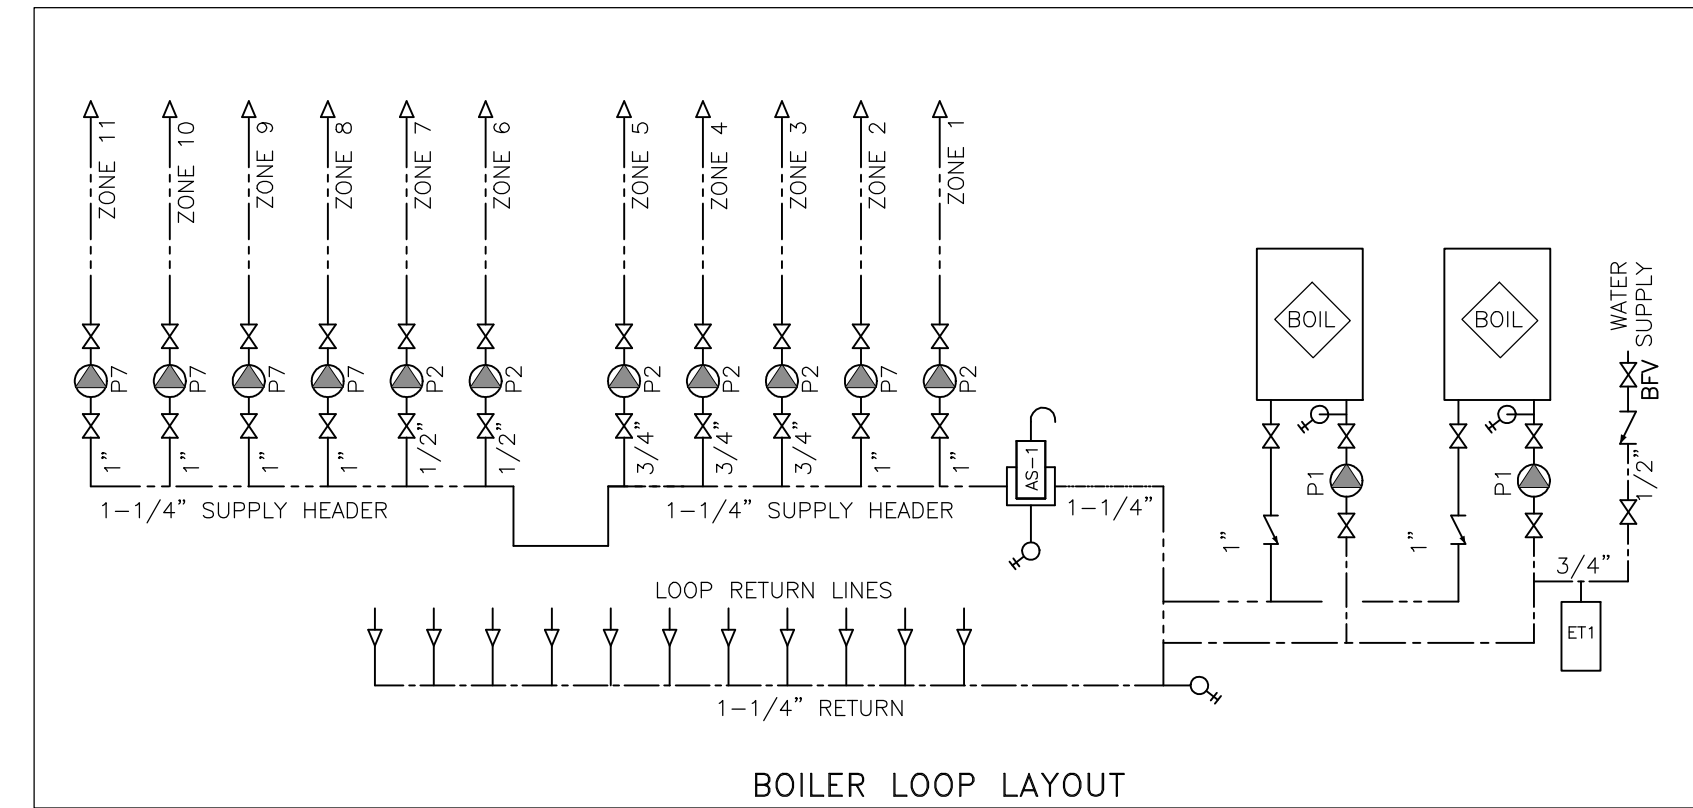 ZONE 11
ZONE 10
ZONE 9
ZONE 8
ZONE 7
ZONE 6
ZONE 5
ZONE 4
ZONE 3
ZONE 2
ZONE 1
P7
P7
P7
P7
P2
P2
P2
P2
P2
P7
P2
1"
1"
1"
1"
1/2"
1/2"
3/4"
3/4"
3/4"
1"
1"
1-1/4" SUPPLY HEADER
1-1/4" SUPPLY HEADER
AS-1
1-1/4"
BOIL
BOIL
WATER
SUPPLY
BFV
P1
P1
1/2"
1"
1"
3/4"
ET1
LOOP RETURN LINES
1-1/4" RETURN
BOILER LOOP LAYOUT